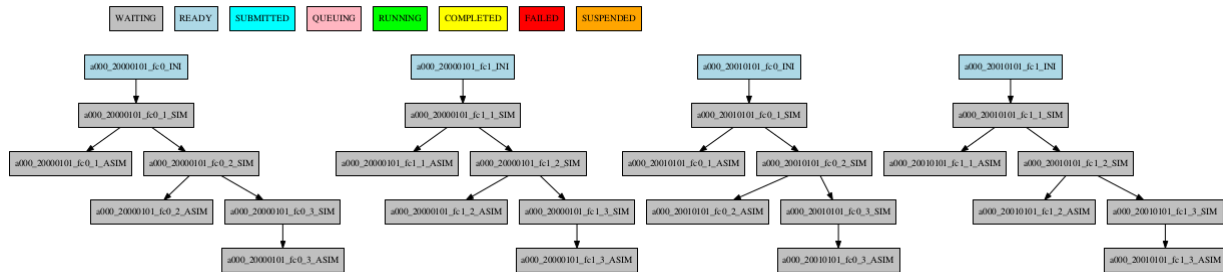 WAITING READY SUBMITTED QUEUING RUNNING COMPLETED FAILED SUSPENDED
a000_20000101_fc0_INI a000_20000101_fc1_INI a000_20010101_fc0_INI a000_20010101_fc1_INI
a000_20000101_fc0_1_SIM a000_20000101_fc1_1_SIM a000_20010101_fc0_1_SIM a000_20010101_fc1_1_SIM
a000_20000101_fc0_1_ASIM a000_20000101_fc0_2_SIM a000_20000101_fc1_1_ASIM a000_20000101_fc1_2_SIM a000_20010101_fc0_1_ASIM a000_20010101_fc0_2_SIM a000_20010101_fc1_1_ASIM a000_20010101_fc1_2_SIM
a000_20000101_fc0_2_ASIM a000_20000101_fc0_3_SIM a000_20000101_fc1_2_ASIM a000_20000101_fc1_3_SIM a000_20010101_fc0_2_ASIM a000_20010101_fc0_3_SIM a000_20010101_fc1_2_ASIM a000_20010101_fc1_3_SIM
a000_20000101_fc0_3_ASIM a000_20000101_fc1_3_ASIM a000_20010101_fc0_3_ASIM a000_20010101_fc1_3_ASIM